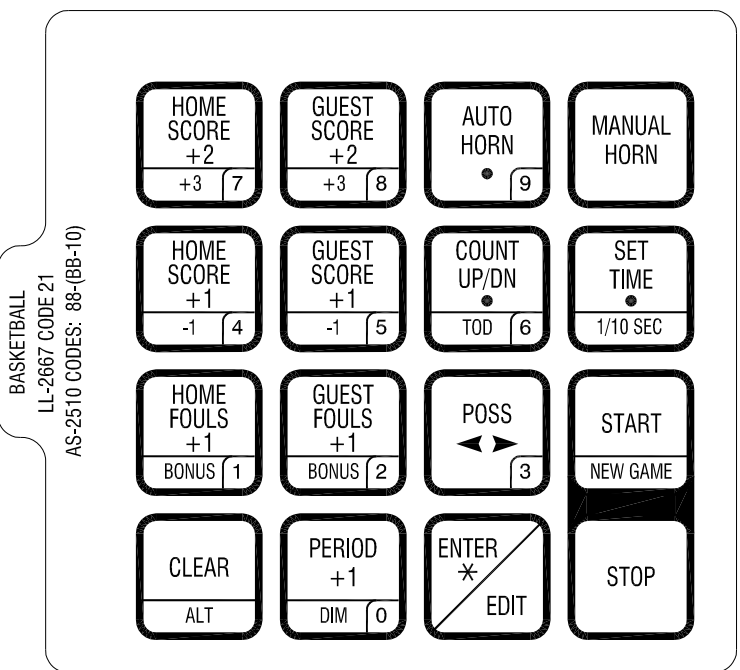 BASKETBALL
LL-2667 CODE 21
AS-2510 CODES: 88-(BB-10)
HOME
SCORE
+2
+3 7
GUEST
SCORE
+2
+3 8
AUTO
HORN
9
MANUAL
HORN
HOME
SCORE
+1
-1 4
GUEST
SCORE
+1
-1 5
COUNT
UP/DN
TOD 6
SET
TIME
1/10 SEC
HOME
FOULS
+1
BONUS 1
GUEST
FOULS
+1
BONUS 2
POSS
3
START
NEW GAME
CLEAR
ALT
PERIOD
+1
DIM 0
ENTER
*
EDIT
STOP